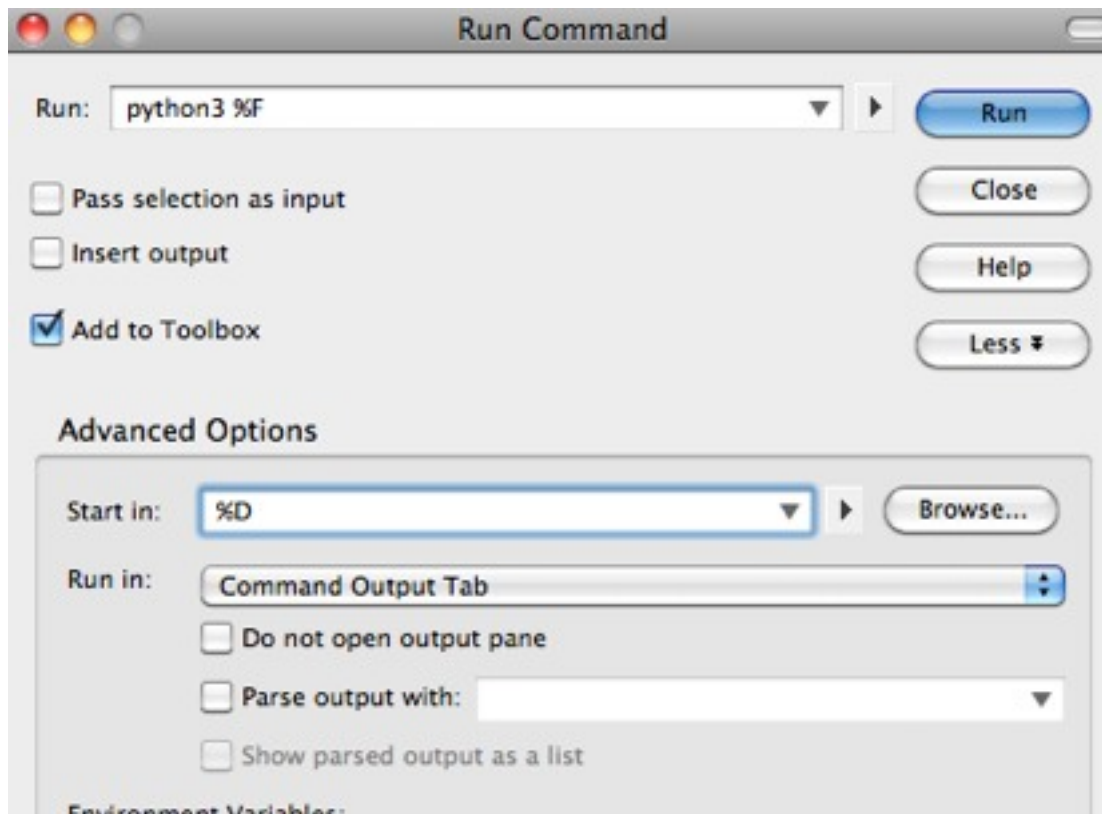 Run Command
Run: python3 %F
Run
Pass selection as input
Close
Insert output
Help
Add to Toolbox
Less
Advanced Options
Start in: %D
Browse...
Run in: Command Output Tab
Do not open output pane
Parse output with:
Show parsed output as a list
Environment Variables: